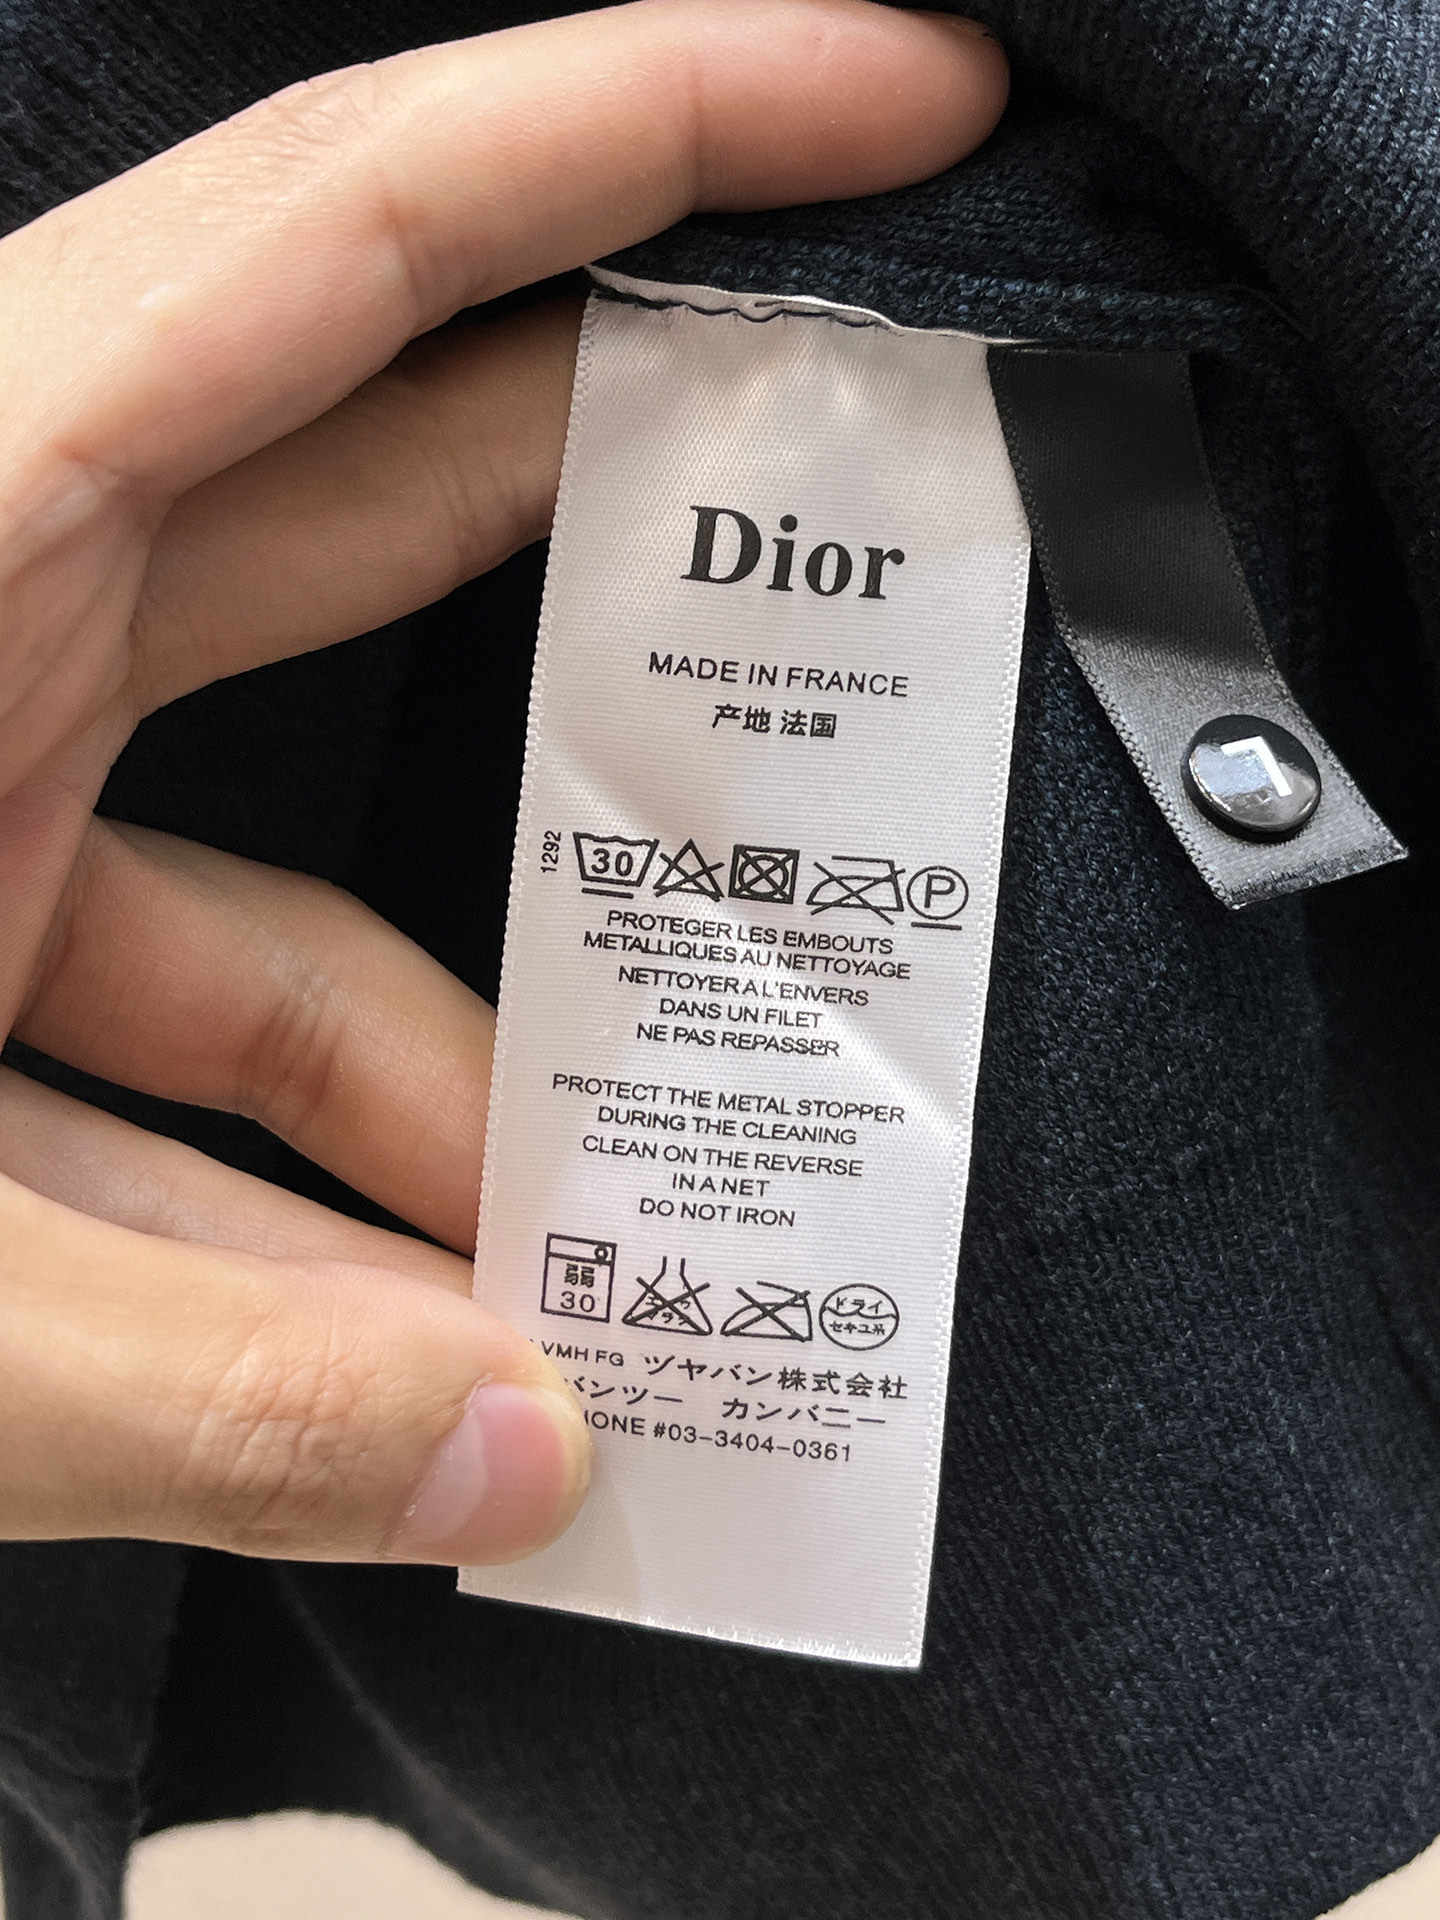 Dior
MADE IN FRANCE
产地 法国
1292
30
P
PROTEGER LES EMBOUTS
METALLIQUES AU NETTOYAGE
NETTOYER A L'ENVERS
DANS UN FILET
NE PAS REPASSER
PROTECT THE METAL STOPPER
DURING THE CLEANING
CLEAN ON THE REVERSE
IN A NET
DO NOT IRON
弱
30
ドライ
セキユ系
VMH FG ツヤバン株式会社
バンツー カンバニー
#03-3404-0361
L